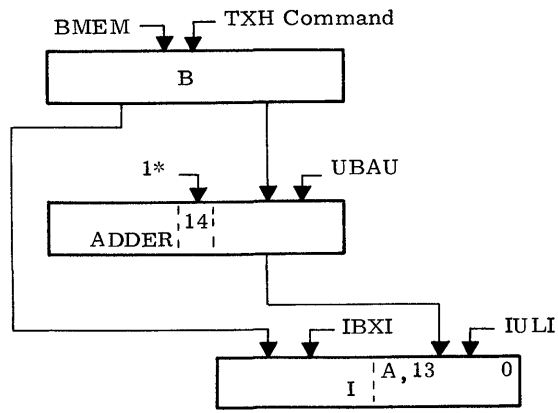 BMEM TXH Command
B
1* UBAU
14
ADDER
IBXI IULI
A, 13 0
I